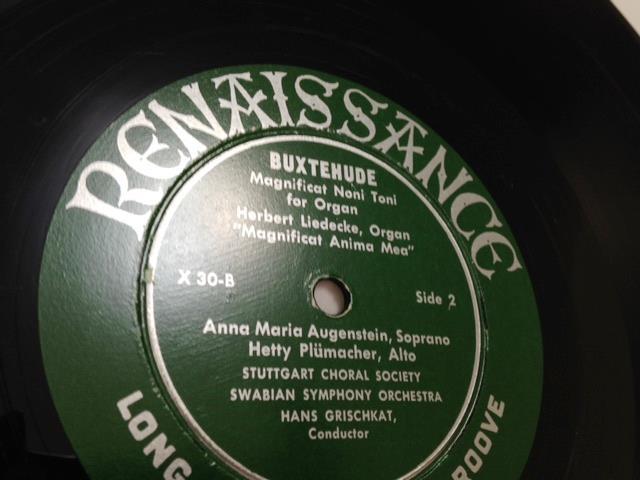 RENAISSANCE
BUXTEHUDE
Magnificat Noni Toni
for Organ
Herbert Liedecke, Organ
"Magnificat Anima Mea"
X 30-B
Side 2
Anna Maria Augenstein, Soprano
Hetty Plümacher, Alto
STUTTGART CHORAL SOCIETY
SWABIAN SYMPHONY ORCHESTRA
HANS GRISCHKAT,
Conductor
LONG
ROOVE